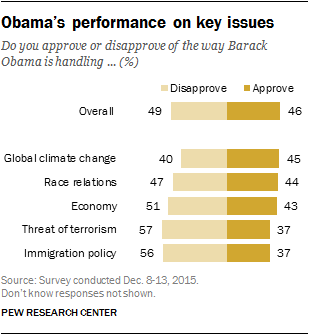 Obama's performance on key issues
Do you approve or disapprove of the way Barack
Obama is handling ... (%)
Disapprove Approve
Overall 49 46
Global climate change 40 45
Race relations 47 44
Economy 51 43
Threat of terrorism 57 37
Immigration policy 56 37
Source: Survey conducted Dec. 8-13, 2015.
Don't know responses not shown.
PEW RESEARCH CENTER